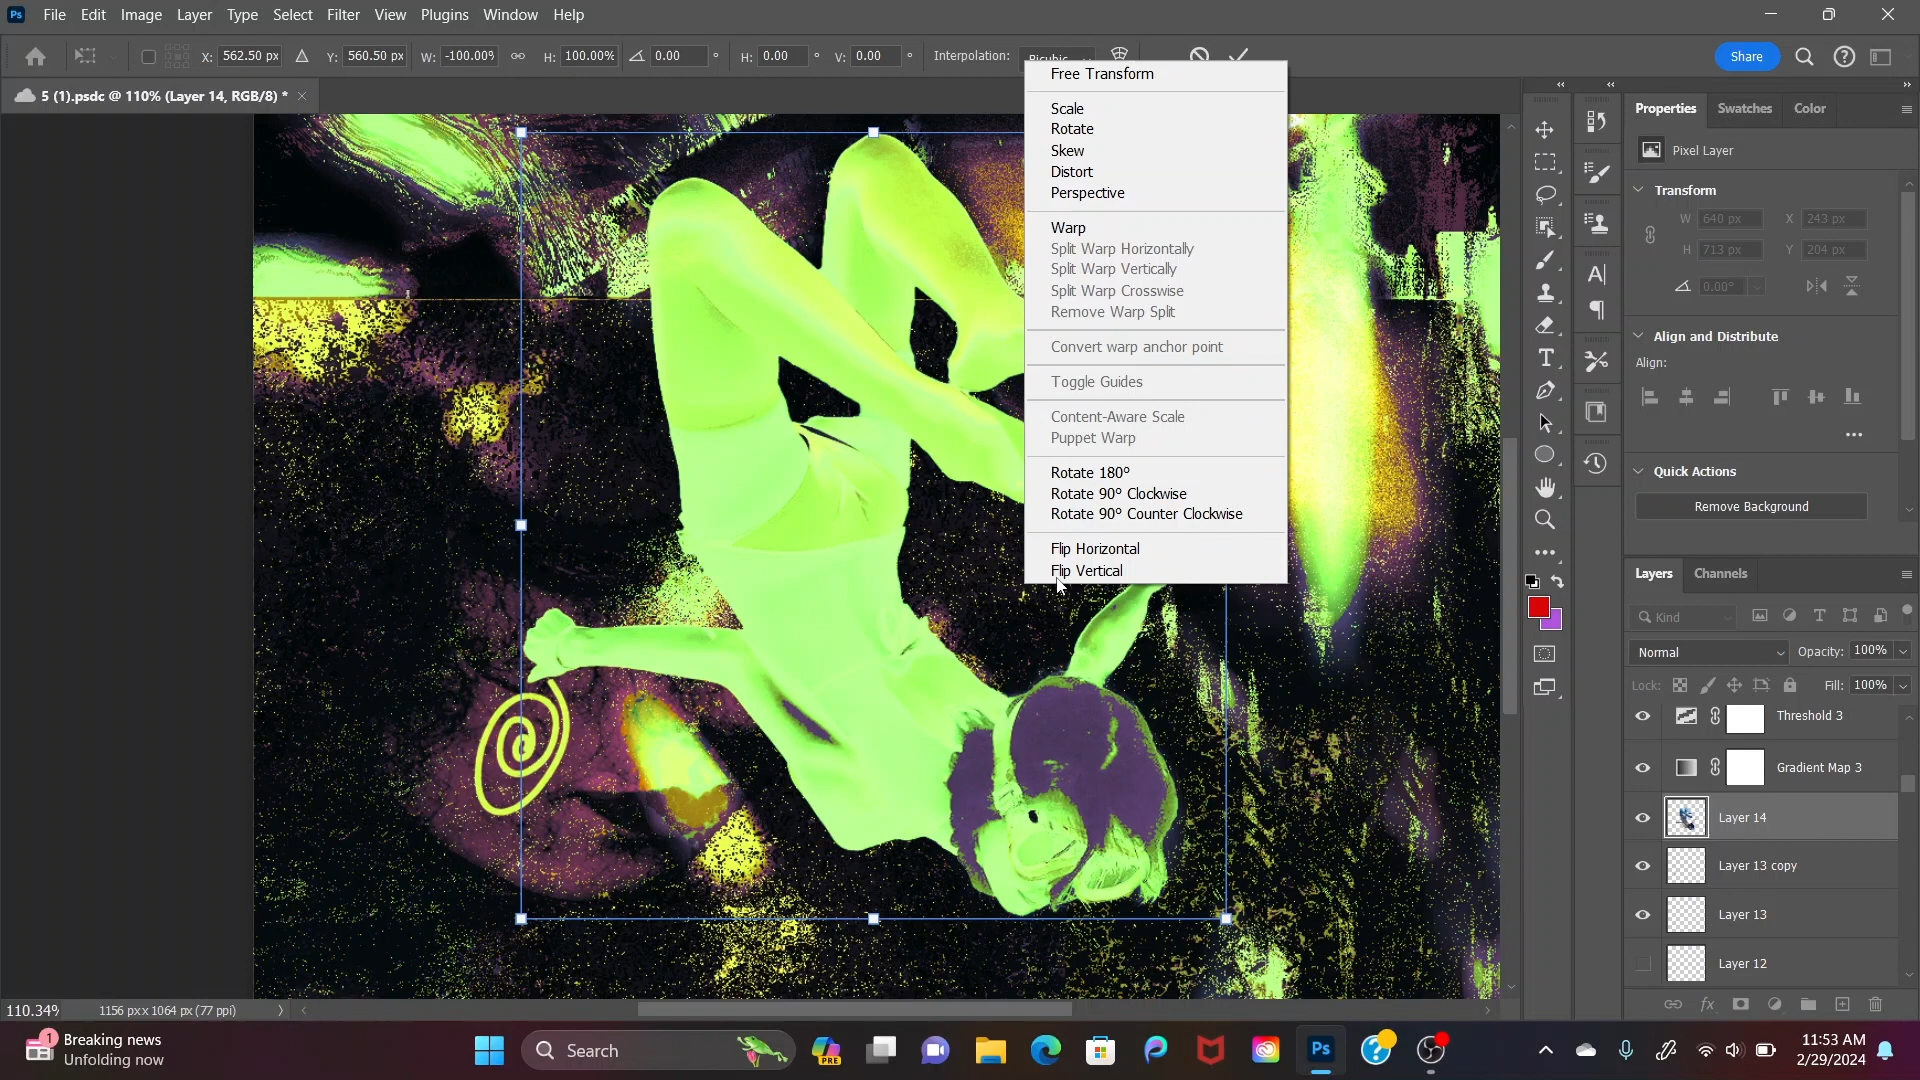 Ps File Edit Image Layer Type Select Filter View Plugins Window Help
X: 562.50 px Y: 560.50 px W: -100.00% H: 100.00% 0.00 ° H: 0.00 ° V: 0.00 ° Interpolation: Bicubic Share
5 (1).psdc @ 110% (Layer 14, RGB/8) *
Free Transform
Scale
Rotate
Skew
Distort
Perspective
Warp
Split Warp Horizontally
Split Warp Vertically
Split Warp Crosswise
Remove Warp Split
Convert warp anchor point
Toggle Guides
Content-Aware Scale
Puppet Warp
Rotate 180°
Rotate 90° Clockwise
Rotate 90° Counter Clockwise
Flip Horizontal
Flip Vertical
Properties Swatches Color
Pixel Layer
Transform
W 640 px X 243 px
H 713 px Y 204 px
0.00°
Align and Distribute
Align:
Quick Actions
Remove Background
Layers Channels
Kind
Normal Opacity: 100%
Lock: Fill: 100%
Threshold 3
Gradient Map 3
Layer 14
Layer 13 copy
Layer 13
Layer 12
110.34% 1156 px x 1064 px (77 ppi)
1 Breaking news
Unfolding now
Search
PRE
Ps
11:53 AM
2/29/2024